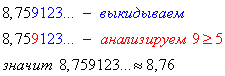 8,759123... – выкидываем
8,759123... – анализируем 9 ≥ 5
значит 8,759123... ≈ 8,76